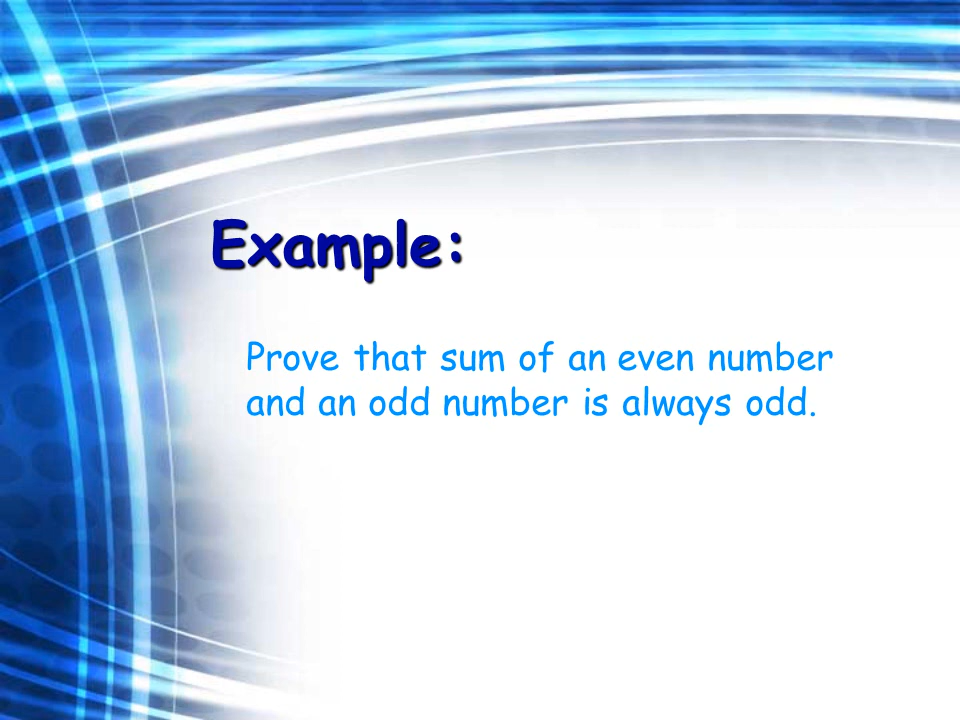 Example:
Prove that sum of an even number
and an odd number is always odd.